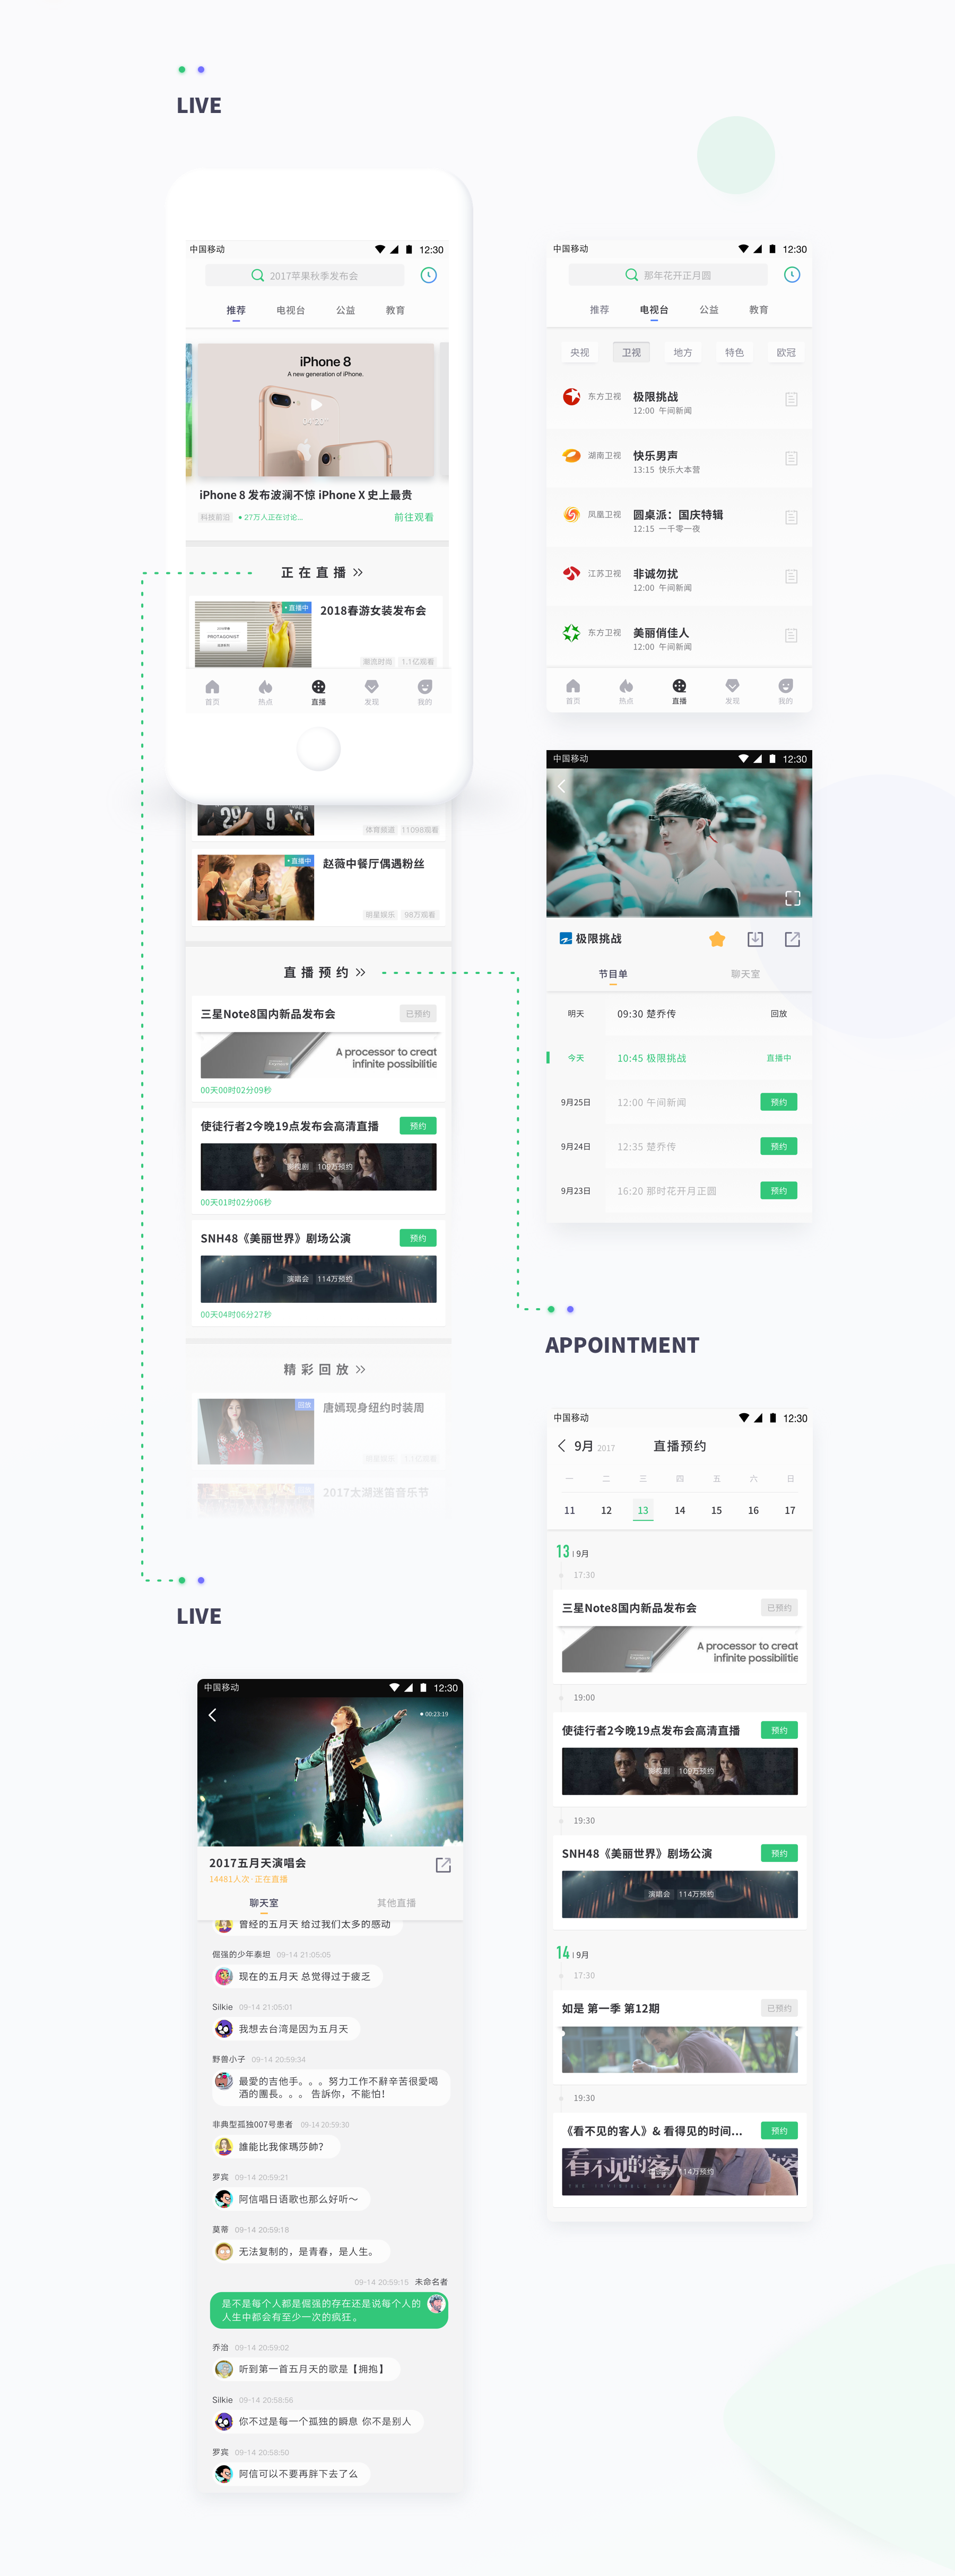 LIVE
中国移动
12:30
2017苹果秋季发布会
推荐 电视台 公益 教育
iPhone 8
A new generation of iPhone.
04'20"
iPhone 8 发布波澜不惊 iPhone X 史上最贵
科技前沿 27万人正在讨论... 前往观看
正在直播
直播中
PROTAGONIST
2018春游女装发布会
潮流时尚 1.1亿观看
首页 热点 直播 发现 我的
29 9
体育频道 11098观看
直播中
赵薇中餐厅偶遇粉丝
明星娱乐 98万观看
直播预约
三星Note8国内新品发布会 已预约
A processor to creat
infinite possibilitie
00天00时02分09秒
使徒行者2今晚19点发布会高清直播 预约
影视剧 109万预约
00天01时02分06秒
SNH48《美丽世界》剧场公演 预约
演唱会 114万预约
00天04时06分27秒
精彩回放
回放
唐嫣现身纽约时装周
2017太湖迷笛音乐节
中国移动
12:30
那年花开正月圆
推荐 电视台 公益 教育
央视 卫视 地方 特色 欧冠
东方卫视 极限挑战
12:00 午间新闻
湖南卫视 快乐男声
13:15 快乐大本营
凤凰卫视 圆桌派：国庆特辑
12:15 一千零一夜
江苏卫视 非诚勿扰
12:00 午间新闻
东方卫视 美丽俏佳人
12:00 午间新闻
首页 热点 直播 发现 我的
中国移动
12:30
极限挑战
节目单 聊天室
明天 09:30 楚乔传 回放
今天 10:45 极限挑战 直播中
9月25日 12:00 午间新闻 预约
9月24日 12:35 楚乔传 预约
9月23日 16:20 那时花开月正圆 预约
APPOINTMENT
中国移动
12:30
9月 2017 直播预约
一 二 三 四 五 六 日
11 12 13 14 15 16 17
13 | 9月
17:30
三星Note8国内新品发布会 已预约
A processor to creat
infinite possibilitie
19:00
使徒行者2今晚19点发布会高清直播 预约
影视剧 109万预约
19:30
SNH48《美丽世界》剧场公演 预约
演唱会 114万预约
14 | 9月
17:30
如是 第一季 第12期 已预约
19:30
《看不见的客人》& 看得见的时间... 预约
看不见的客人
114万预约
THE INVISIBLE GUEST
LIVE
中国移动
12:30
00:23:19
2017五月天演唱会
14481人次·正在直播
聊天室 其他直播
曾经的五月天 给过我们太多的感动
倔强的少年泰坦 09-14 21:05:05
现在的五月天 总觉得过于疲乏
Silkie 09-14 21:05:01
我想去台湾是因为五月天
野兽小子 09-14 20:59:34
最愛的吉他手。。。努力工作不辭辛苦很愛喝
酒的團長。。。 告訴你，不能怕！
非典型孤独007号患者 09-14 20:59:30
誰能比我傢瑪莎帥？
罗宾 09-14 20:59:21
阿信唱日语歌也那么好听～
莫蒂 09-14 20:59:18
无法复制的，是青春，是人生。
09-14 20:59:15 未命名者
是不是每个人都是倔强的存在还是说每个人的
人生中都会有至少一次的疯狂。
乔治 09-14 20:59:02
听到第一首五月天的歌是【拥抱】
Silkie 09-14 20:58:56
你不过是每一个孤独的瞬息 你不是别人
罗宾 09-14 20:58:50
阿信可以不要再胖下去了么